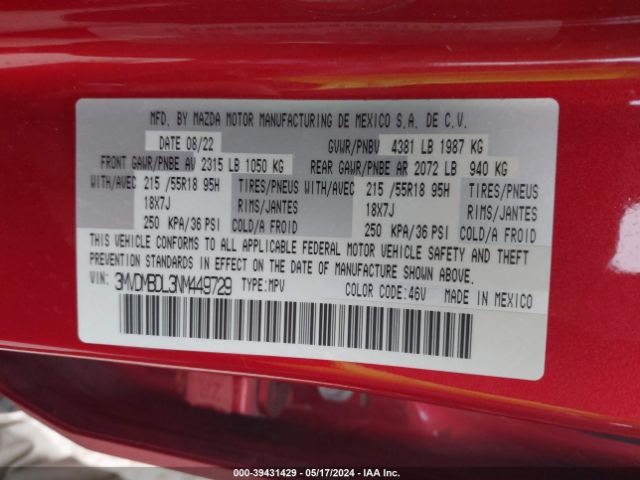 MFD. BY MAZDA MOTOR MANUFACTURING DE MEXICO S.A. DE C.V.
DATE 08/22 GVWR/PNBV 4381 LB 1987 KG
FRONT GAWR/PNBE AV 2315 LB 1050 KG REAR GAWR/PNBE AR 2072 LB 940 KG
WITH/AVEC 215 /55R18 95H TIRES/PNEUS WITH/AVEC 215 /55R18 95H TIRES/PNEUS
18X7J RIMS/JANTES 18X7J RIMS/JANTES
250 KPA/36 PSI COLD/A FROID 250 KPA/36 PSI COLD/A FROID
THIS VEHICLE CONFORMS TO ALL APPLICABLE FEDERAL MOTOR VEHICLE SAFETY AND THEFT
PREVENTION STANDARDS IN EFFECT ON THE DATE OF MANUFACTURE SHOWN ABOVE.
VIN: 3MVDMBDL3NM449729 TYPE:MPV COLOR CODE:46V MADE IN MEXICO
000-39431429 - 05/17/2024 - IAA Inc.